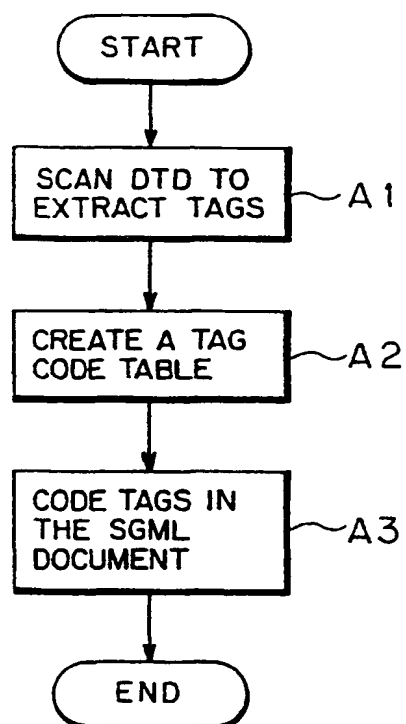 START
SCAN DTD TO
EXTRACT TAGS
A1
CREATE A TAG
CODE TABLE
A2
CODE TAGS IN
THE SGML
DOCUMENT
A3
END